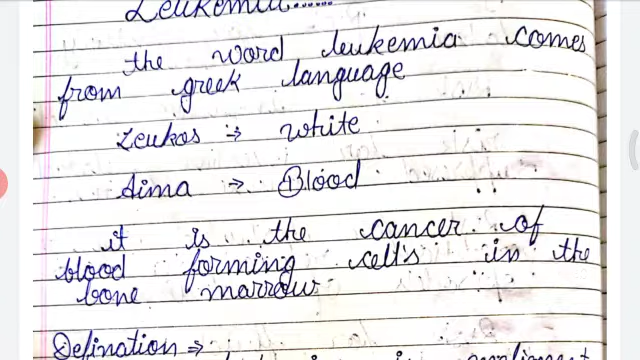 Leukemia......
the word leukemia comes
from greek language
Leukos ⇒ white
Aima → Blood
it is the cancer of
blood forming cells in the
bone marrow
Defination ⇒